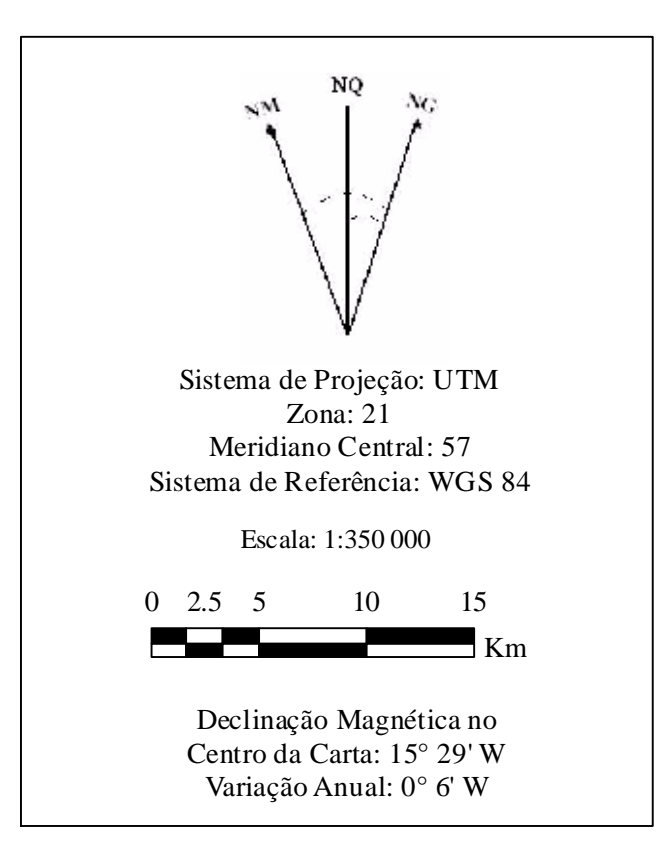 NM NQ NG
Sistema de Projeção: UTM
Zona: 21
Meridiano Central: 57
Sistema de Referência: WGS 84
Escala: 1:350 000
0 2.5 5 10 15
Km
Declinação Magnética no
Centro da Carta: 15° 29' W
Variação Anual: 0° 6' W